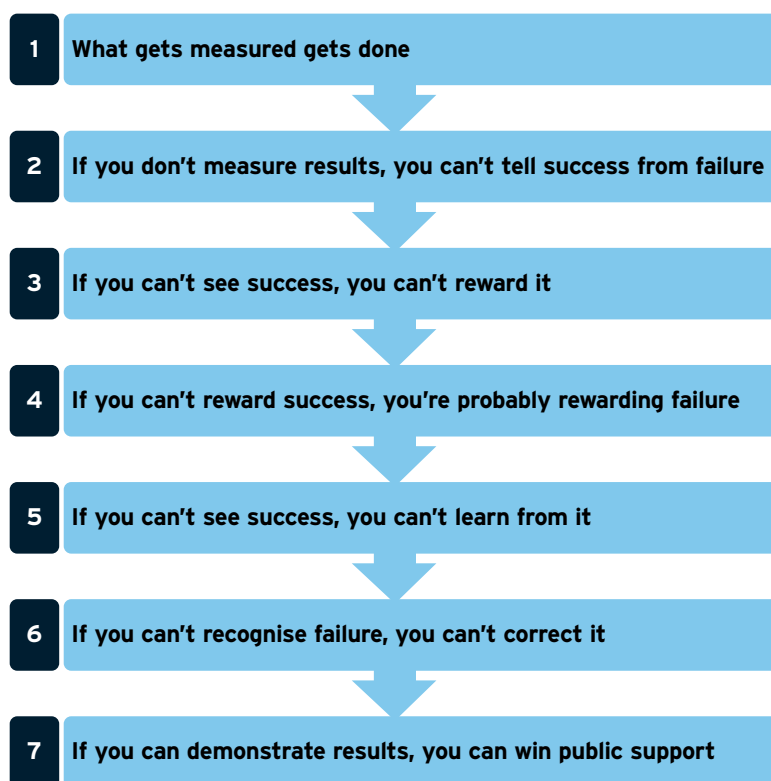 1 What gets measured gets done
2 If you don't measure results, you can't tell success from failure
3 If you can't see success, you can't reward it
4 If you can't reward success, you're probably rewarding failure
5 If you can't see success, you can't learn from it
6 If you can't recognise failure, you can't correct it
7 If you can demonstrate results, you can win public support